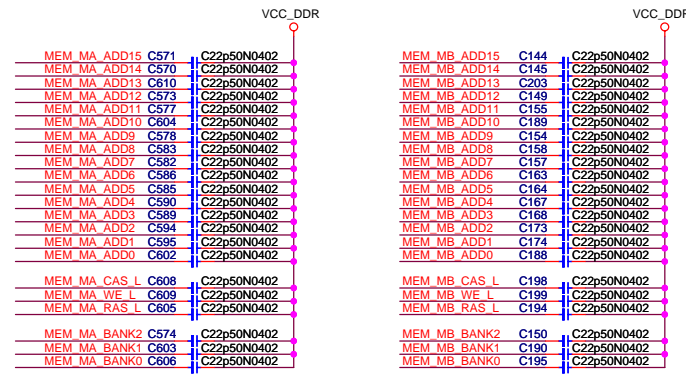 VCC_DDR VCC_DDR
MEM_MA_ADD15 C571 C22p50N0402 MEM_MB_ADD15 C144 C22p50N0402
MEM_MA_ADD14 C570 C22p50N0402 MEM_MB_ADD14 C145 C22p50N0402
MEM_MA_ADD13 C610 C22p50N0402 MEM_MB_ADD13 C203 C22p50N0402
MEM_MA_ADD12 C573 C22p50N0402 MEM_MB_ADD12 C149 C22p50N0402
MEM_MA_ADD11 C577 C22p50N0402 MEM_MB_ADD11 C155 C22p50N0402
MEM_MA_ADD10 C604 C22p50N0402 MEM_MB_ADD10 C189 C22p50N0402
MEM_MA_ADD9 C578 C22p50N0402 MEM_MB_ADD9 C154 C22p50N0402
MEM_MA_ADD8 C583 C22p50N0402 MEM_MB_ADD8 C158 C22p50N0402
MEM_MA_ADD7 C582 C22p50N0402 MEM_MB_ADD7 C157 C22p50N0402
MEM_MA_ADD6 C586 C22p50N0402 MEM_MB_ADD6 C163 C22p50N0402
MEM_MA_ADD5 C585 C22p50N0402 MEM_MB_ADD5 C164 C22p50N0402
MEM_MA_ADD4 C590 C22p50N0402 MEM_MB_ADD4 C167 C22p50N0402
MEM_MA_ADD3 C589 C22p50N0402 MEM_MB_ADD3 C168 C22p50N0402
MEM_MA_ADD2 C594 C22p50N0402 MEM_MB_ADD2 C173 C22p50N0402
MEM_MA_ADD1 C595 C22p50N0402 MEM_MB_ADD1 C174 C22p50N0402
MEM_MA_ADD0 C602 C22p50N0402 MEM_MB_ADD0 C188 C22p50N0402
MEM_MA_CAS_L C608 C22p50N0402 MEM_MB_CAS_L C198 C22p50N0402
MEM_MA_WE_L C609 C22p50N0402 MEM_MB_WE_L C199 C22p50N0402
MEM_MA_RAS_L C605 C22p50N0402 MEM_MB_RAS_L C194 C22p50N0402
MEM_MA_BANK2 C574 C22p50N0402 MEM_MB_BANK2 C150 C22p50N0402
MEM_MA_BANK1 C603 C22p50N0402 MEM_MB_BANK1 C190 C22p50N0402
MEM_MA_BANK0 C606 C22p50N0402 MEM_MB_BANK0 C195 C22p50N0402